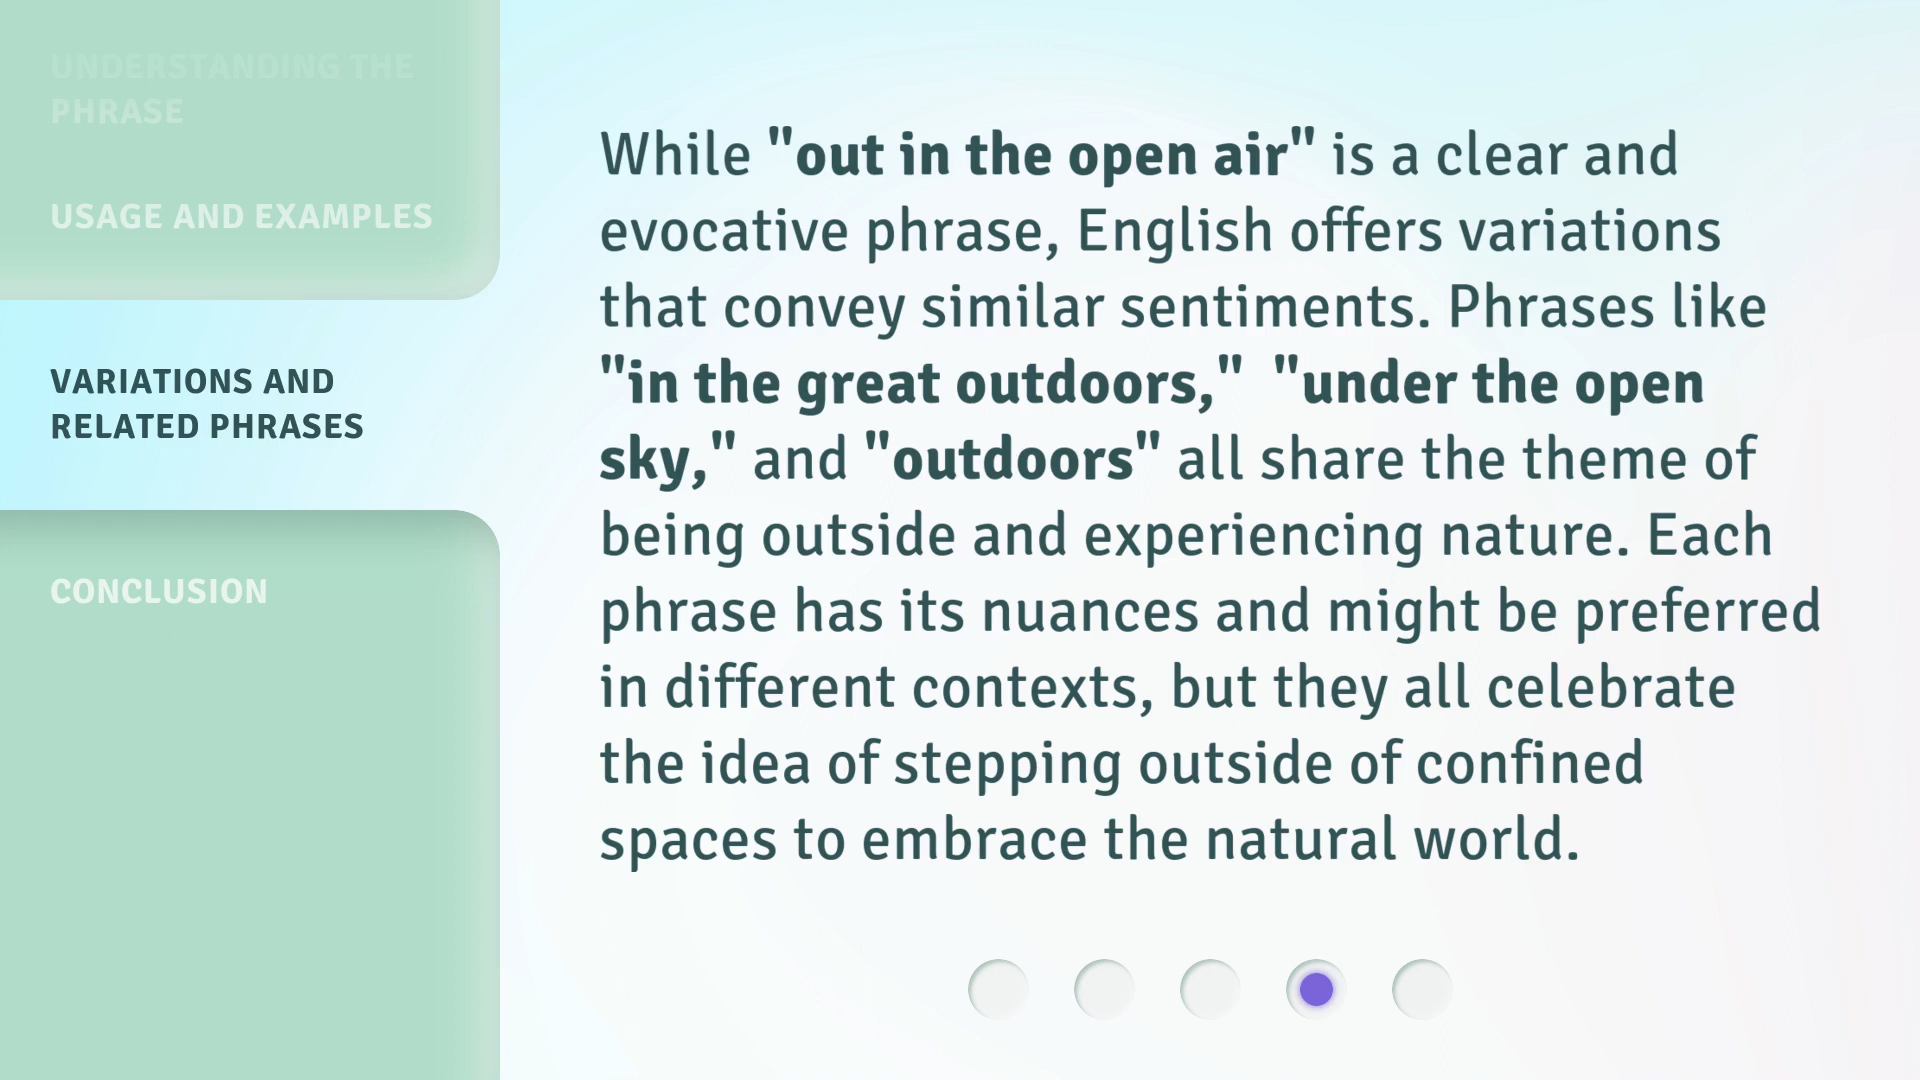 UNDERSTANDING THE
PHRASE
USAGE AND EXAMPLES
VARIATIONS AND
RELATED PHRASES
CONCLUSION
While "out in the open air" is a clear and
evocative phrase, English offers variations
that convey similar sentiments. Phrases like
"in the great outdoors,"  "under the open
sky," and "outdoors" all share the theme of
being outside and experiencing nature. Each
phrase has its nuances and might be preferred
in different contexts, but they all celebrate
the idea of stepping outside of confined
spaces to embrace the natural world.